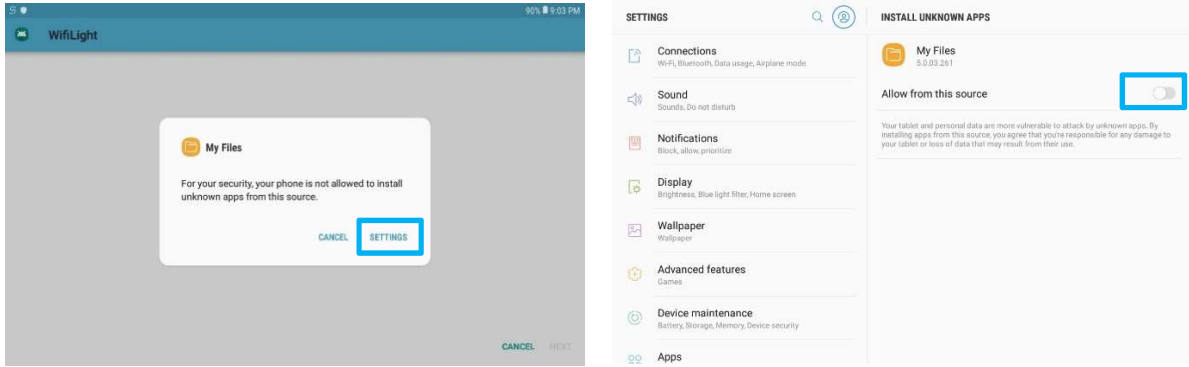 90% 9:03 PM
WifiLight
My Files
For your security, your phone is not allowed to install
unknown apps from this source.
CANCEL SETTINGS
CANCEL NEXT
SETTINGS
Connections
Wi-Fi, Bluetooth, Data usage, Airplane mode
Sound
Sounds, Do not disturb
Notifications
Block, allow, prioritize
Display
Brightness, Blue light filter, Home screen
Wallpaper
Wallpaper
Advanced features
Games
Device maintenance
Battery, Storage, Memory, Device security
Apps
INSTALL UNKNOWN APPS
My Files
5.0.03.261
Allow from this source
Your tablet and personal data are more vulnerable to attack by unknown apps. By
installing apps from this source, you agree that you're responsible for any damage to
your tablet or loss of data that may result from their use.